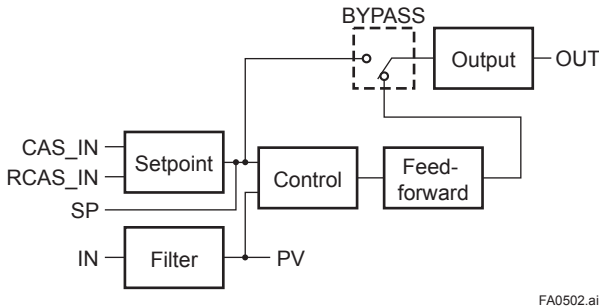 BYPASS
Output
OUT
CAS_IN
RCAS_IN
Setpoint
Control
Feed-
forward
SP
IN
Filter
PV
FA0502.ai